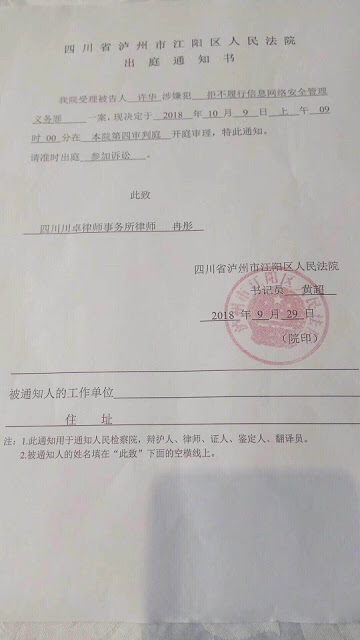 四川省泸州市江阳区人民法院
出庭通知书
我院受理被告人 许华 涉嫌犯 拒不履行信息网络安全管理
义务罪 一案，现决定于 2018 年 10 月 9 日 上 午 09
时 00 分在 本院第四审判庭 开庭审理，特此通知。
请准时出庭 参加诉讼 。
此致
四川川卓律师事务所律师 冉彤
四川省泸州市江阳区人民法院
书记员 黄超
2018 年 9 月 29 日
（院印）
被通知人的工作单位
住 址
注：1.此通知用于通知人民检察院，辩护人、律师、证人、鉴定人、翻译员。
2.被通知人的姓名填在“此致”下面的空横线上。